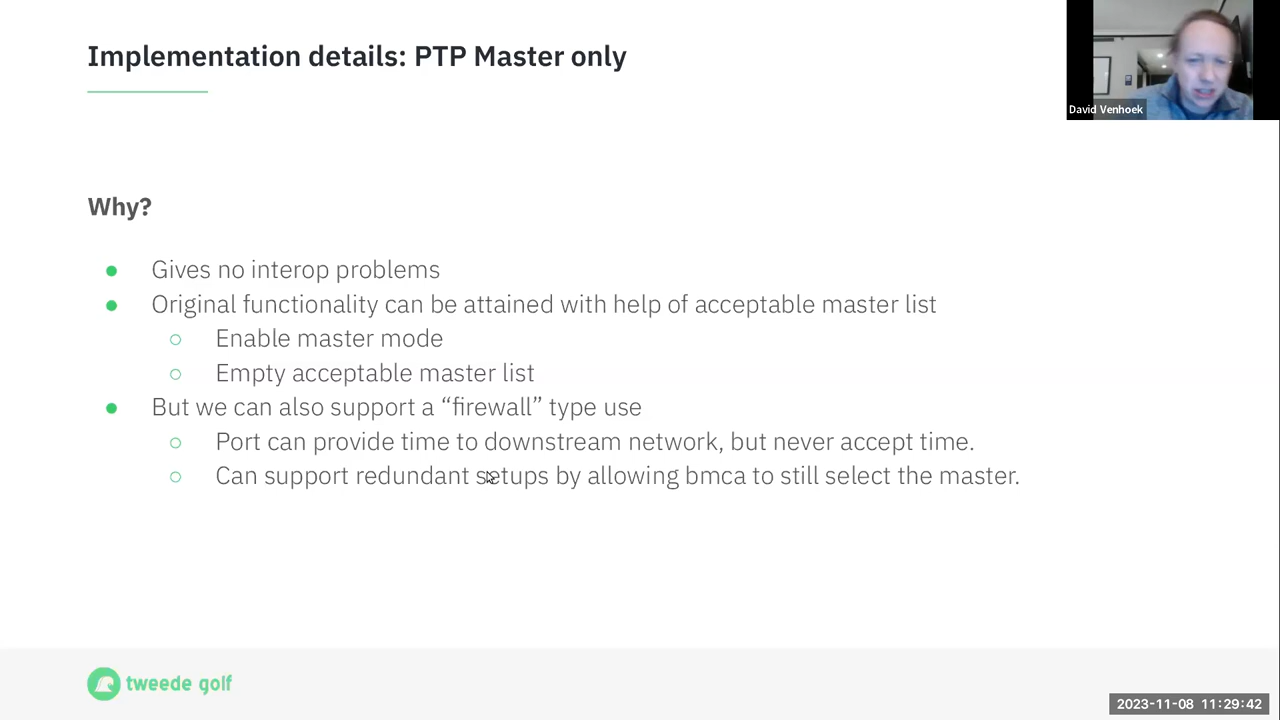 Implementation details: PTP Master only
David Venhoek
Why?
Gives no interop problems
Original functionality can be attained with help of acceptable master list
Enable master mode
Empty acceptable master list
But we can also support a “firewall” type use
Port can provide time to downstream network, but never accept time.
Can support redundant setups by allowing bmca to still select the master.
tweede golf
2023-11-08 11:29:42